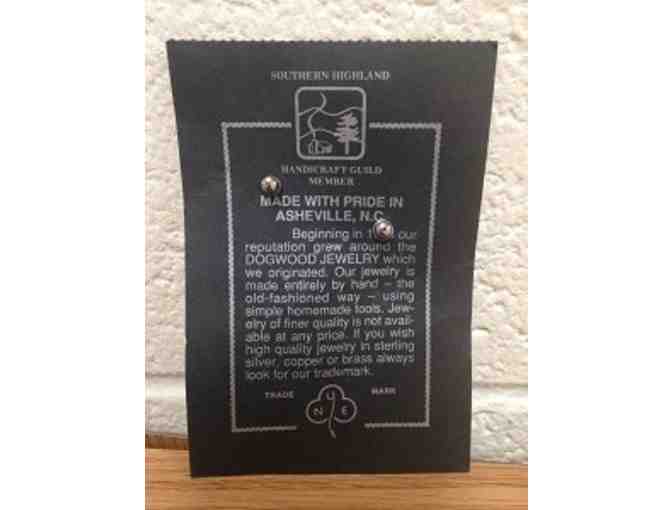 SOUTHERN HIGHLAND
HANDICRAFT GUILD
MEMBER
MADE WITH PRIDE IN
ASHEVILLE, N.C.
Beginning in our
reputation grew around the
DOGWOOD JEWELRY which
we originated. Our jewelry is
made entirely by hand – the
old-fashioned way – using
simple homemade tools. Jew-
elry of finer quality is not avail-
able at any price. If you wish
high quality jewelry in sterling
silver, copper or brass always
look for our trademark.
TRADE MARK
U
N E